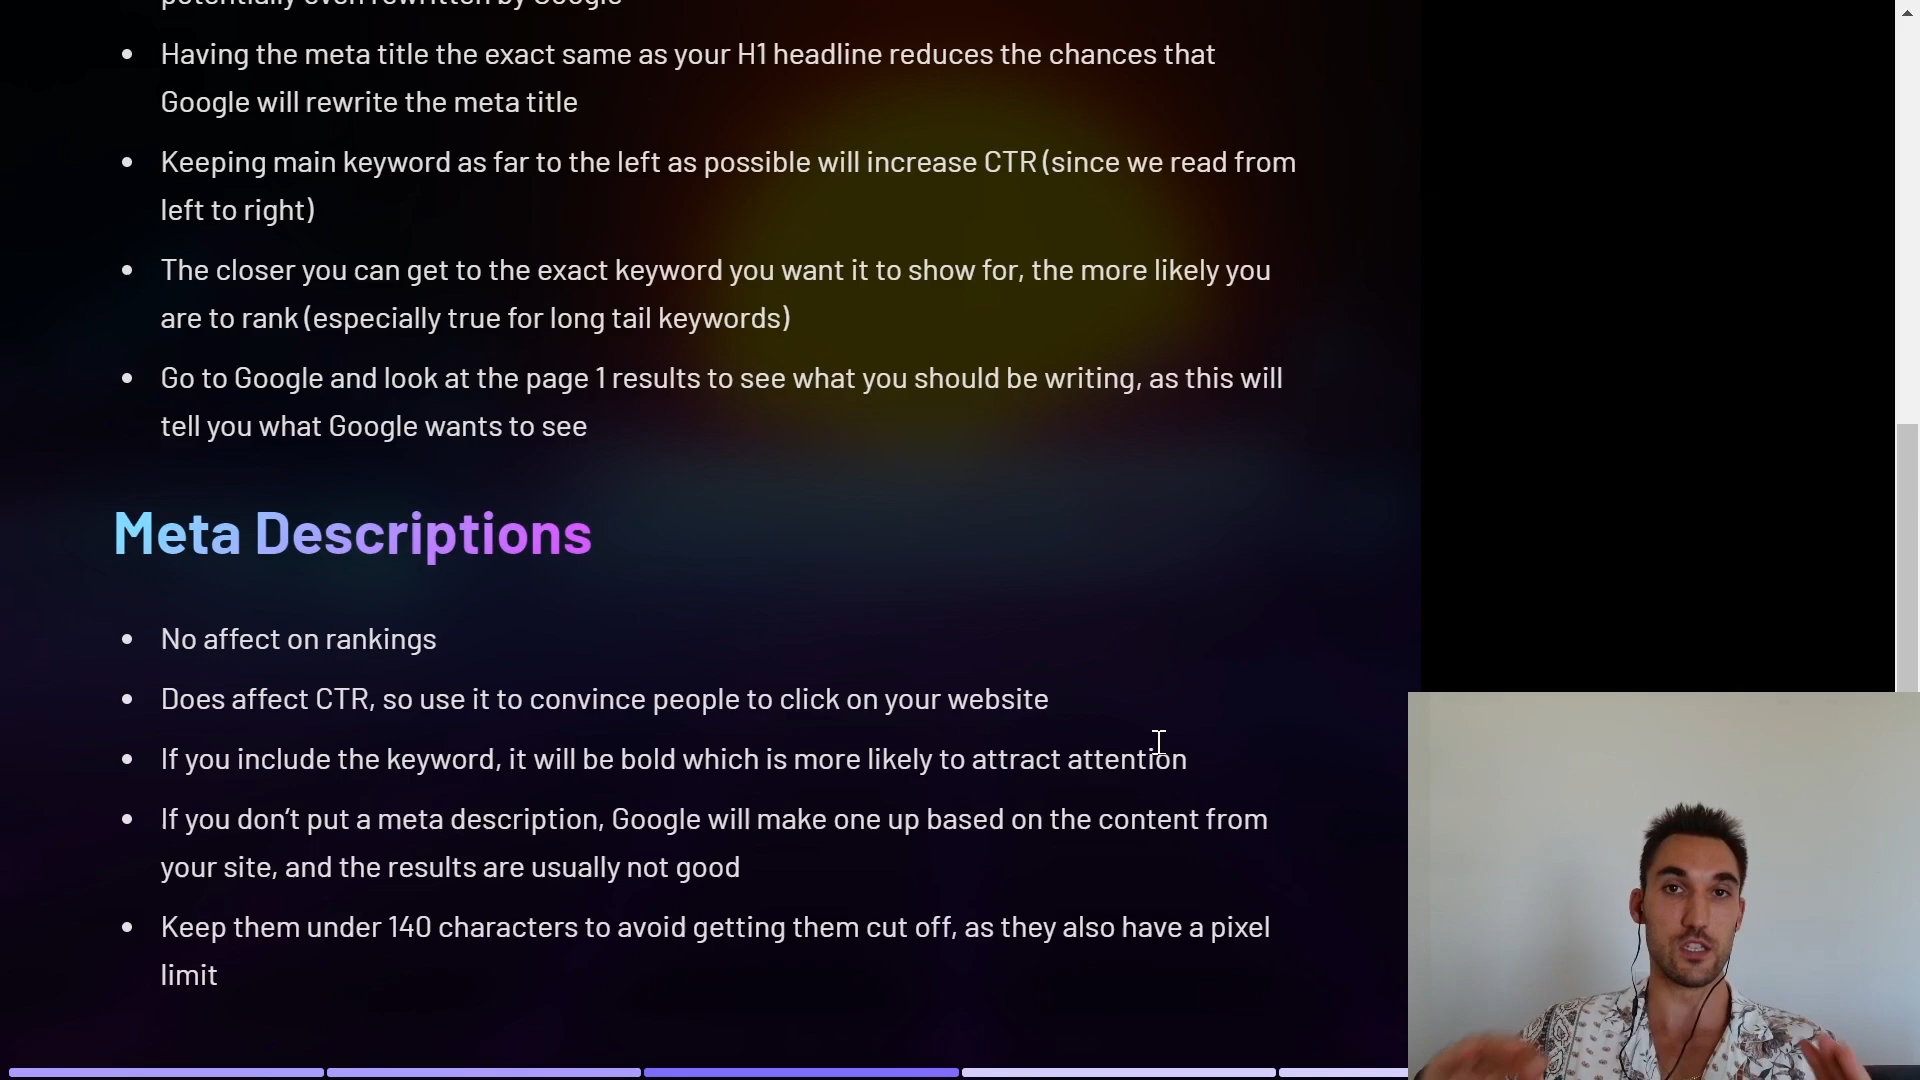 potentially even rewritten by Google
Having the meta title the exact same as your H1 headline reduces the chances that
Google will rewrite the meta title
Keeping main keyword as far to the left as possible will increase CTR (since we read from
left to right)
The closer you can get to the exact keyword you want it to show for, the more likely you
are to rank (especially true for long tail keywords)
Go to Google and look at the page 1 results to see what you should be writing, as this will
tell you what Google wants to see
Meta Descriptions
No affect on rankings
Does affect CTR, so use it to convince people to click on your website
If you include the keyword, it will be bold which is more likely to attract attention
If you don’t put a meta description, Google will make one up based on the content from
your site, and the results are usually not good
Keep them under 140 characters to avoid getting them cut off, as they also have a pixel
limit